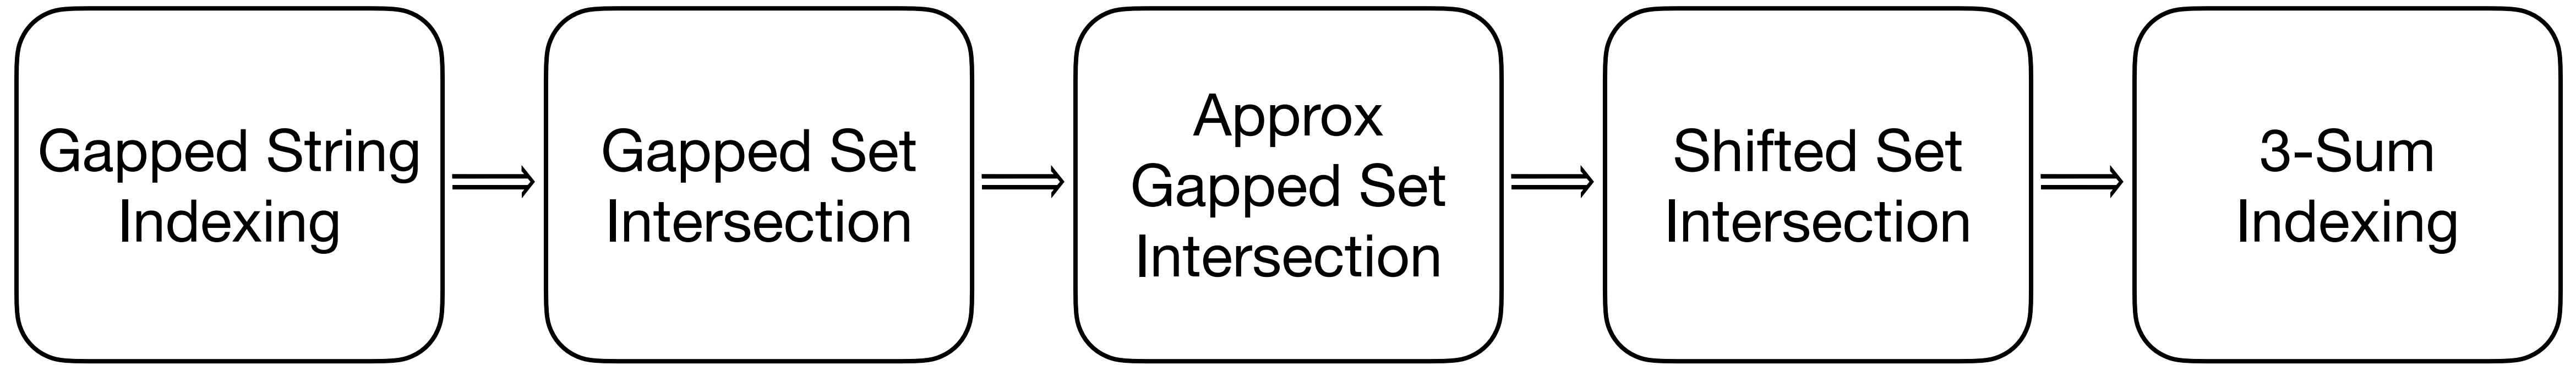 Gapped String
Indexing
Gapped Set
Intersection
Approx
Gapped Set
Intersection
Shifted Set
Intersection
3-Sum
Indexing